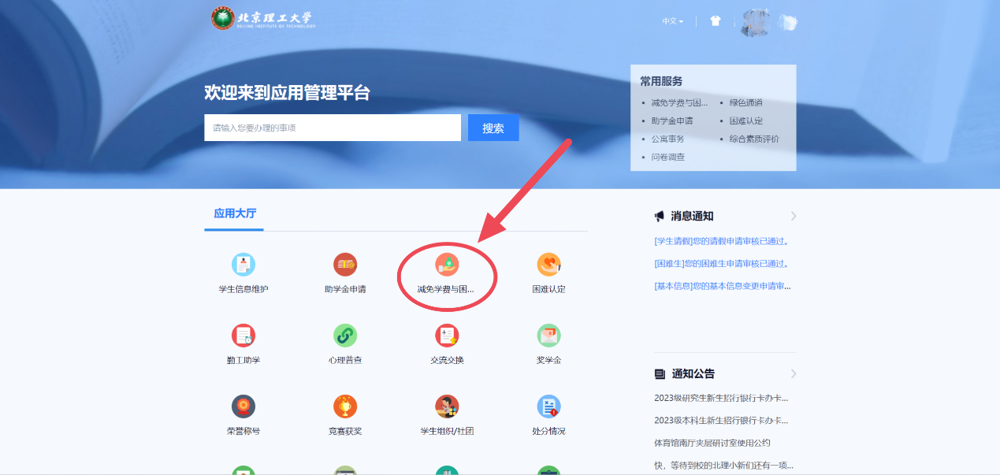 北京理工大学
BEIJING INSTITUTE OF TECHNOLOGY
中文
欢迎来到应用管理平台
请输入您要办理的事项
搜索
常用服务
减免学费与困...
绿色通道
助学金申请
困难认定
公寓事务
综合素质评价
问卷调查
应用大厅
学生信息维护
助学金申请
减免学费与困...
困难认定
勤工助学
心理普查
交流交换
奖学金
荣誉称号
竞赛获奖
学生组织/社团
处分情况
消息通知
[学生请假]您的请假申请审核已通过。
[困难生]您的困难生申请审核已通过。
[基本信息]您的基本信息变更申请审...
通知公告
2023级研究生新生招行银行卡办卡...
2023级本科生新生招行银行卡办卡...
体育馆南厅夹层研讨室使用公约
快，等待到校的北理小新们还有一项...